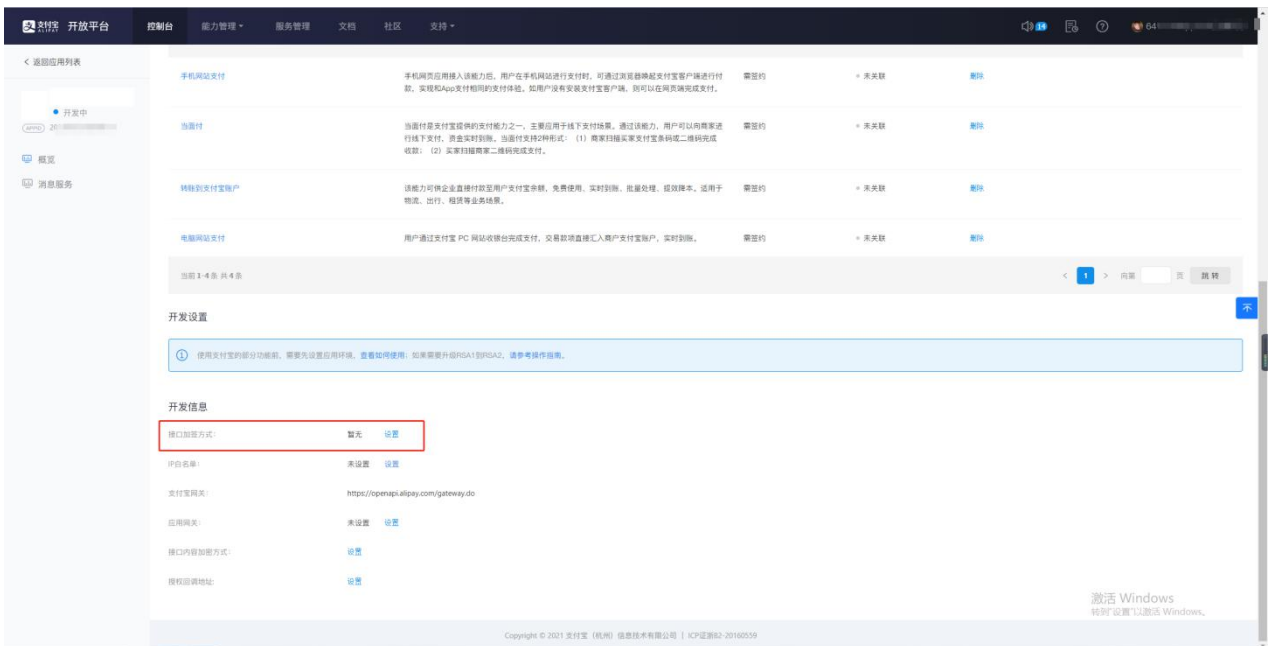 支付宝 ALIPAY 开放平台 控制台 能力管理 服务管理 文档 社区 支持 14 64
< 返回应用列表
开发中
APPID 2
概览
消息服务
手机网站支付 手机网页应用接入该能力后，用户在手机网站进行支付时，可通过浏览器唤起支付宝客户端进行付 需签约 未关联 删除
款，实现和App支付相同的支付体验。如用户没有安装支付宝客户端，则可以在网页端完成支付。
当面付 当面付是支付宝提供的支付能力之一，主要应用于线下支付场景。通过该能力，用户可以向商家进 需签约 未关联 删除
行线下支付，资金实时到账。当面付支持2种形式：（1）商家扫描买家支付宝条码或二维码完成
收款；（2）买家扫描商家二维码完成支付。
转账到支付宝账户 该能力可供企业直接付款至用户支付宝余额，免费使用、实时到账、批量处理、提效降本。适用于 需签约 未关联 删除
物流、出行、租赁等业务场景。
电脑网站支付 用户通过支付宝 PC 网站收银台完成支付，交易款项直接汇入商户支付宝账户，实时到账。 需签约 未关联 删除
当前 1-4 条 共 4 条 < 1 > 向第 页 跳 转
开发设置
使用支付宝的部分功能前，需要先设置应用环境，查看如何使用；如果需要升级RSA1到RSA2，请参考操作指南。
开发信息
接口加签方式： 暂无 设置
IP白名单： 未设置 设置
支付宝网关： https://openapi.alipay.com/gateway.do
应用网关： 未设置 设置
接口内容加密方式： 设置
授权回调地址： 设置
激活 Windows
转到"设置"以激活 Windows。
Copyright © 2021 支付宝（杭州）信息技术有限公司 | ICP证浙B2-20160559